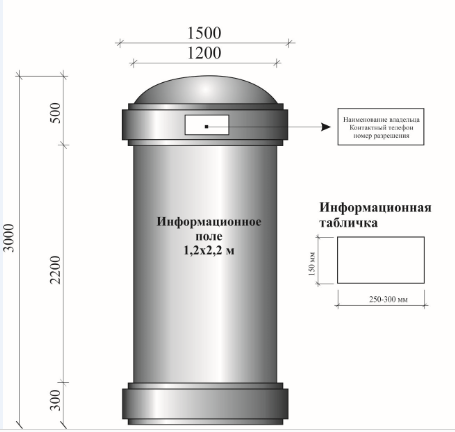 1500
1200
500
3000
2200
300
Информационное
поле
1,2х2,2 м
Наименование владельца
Контактный телефон
номер разрешения
Информационная
табличка
150 мм
250-300 мм